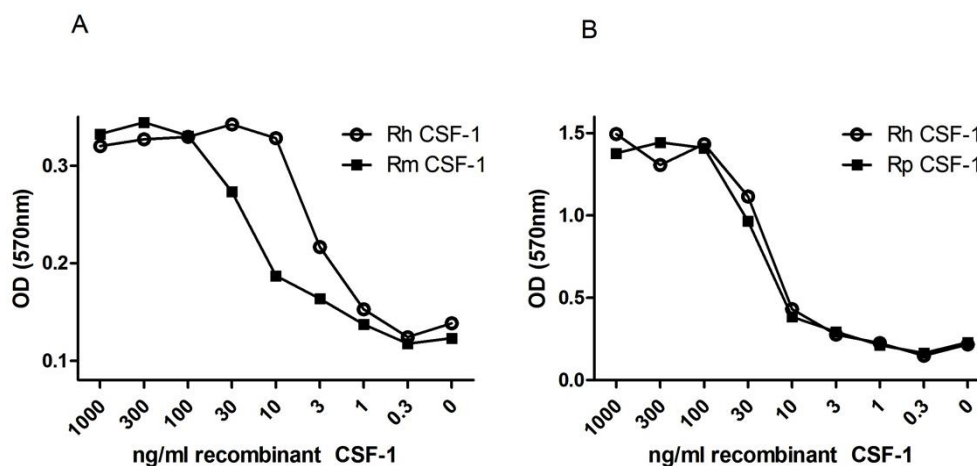 A
OD (570nm)
0.3
0.2
0.1
Rh CSF-1
Rm CSF-1
1000 300 100 30 10 3 1 0.3 0
ng/ml recombinant CSF-1
B
OD (570nm)
1.5
1.0
0.5
0.0
Rh CSF-1
Rp CSF-1
1000 300 100 30 10 3 1 0.3 0
ng/ml recombinant CSF-1